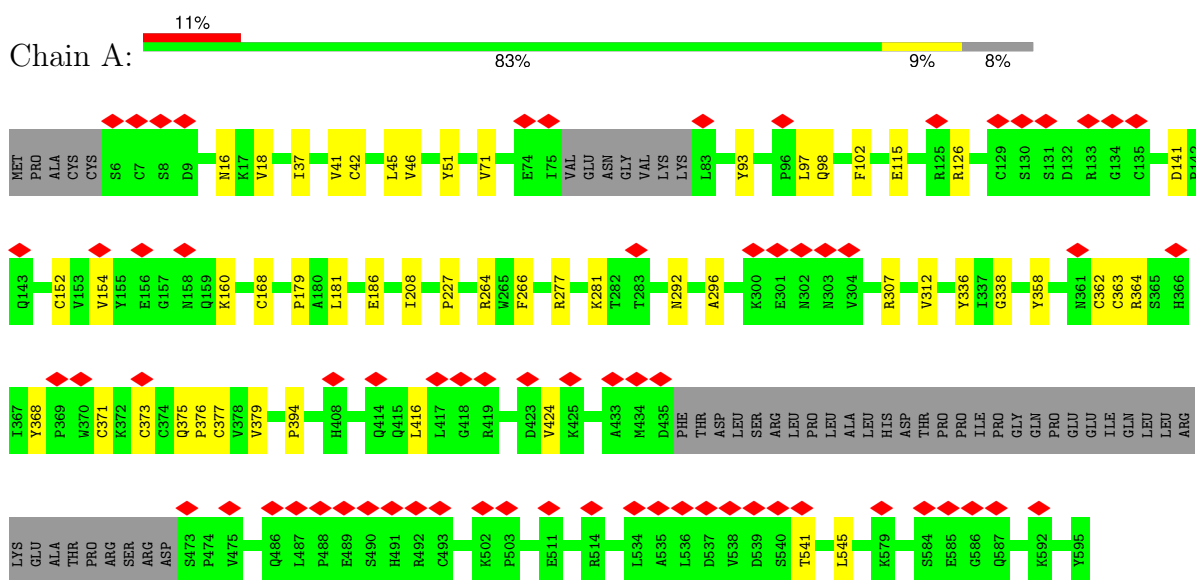 11%
Chain A:
83%
9%
8%
MET PRO ALA CYS CYS S6 C7 S8 D9 N16 K17 V18 I37 V41 C42 L45 V46 Y51 V71 E74 I75 VAL GLU ASN GLY VAL LYS LYS L83 Y93 P96 L97 Q98 F102 E115 R125 R126 C129 S130 S131 D132 R133 G134 C135 D141 R142
Q143 C152 V153 V154 Y155 E156 G157 N158 Q159 K160 C168 P179 A180 L181 E186 I208 P227 R264 W265 F266 R277 K281 T282 T283 N292 A296 K300 E301 N302 N303 V304 R307 V312 Y336 I337 G338 Y358 N361 C362 C363 R364 S365 H366
I367 Y368 P369 W370 C371 K372 C373 C374 Q375 P376 C377 V378 V379 P394 H408 Q414 Q415 L416 L417 G418 R419 D423 V424 K425 A433 M434 D435 PHE THR ASP LEU SER ARG LEU PRO LEU ALA LEU HIS ASP THR PRO PRO ILE PRO GLY GLN PRO GLU GLU ILE GLN LEU LEU ARG
LYS GLU ALA THR PRO ARG SER ARG ASP S473 P474 V475 Q486 L487 P488 E489 S490 H491 R492 C493 K502 P503 E511 R514 L534 A535 L536 D537 V538 D539 S540 T541 L545 K579 S584 E585 G586 Q587 K592 Y595